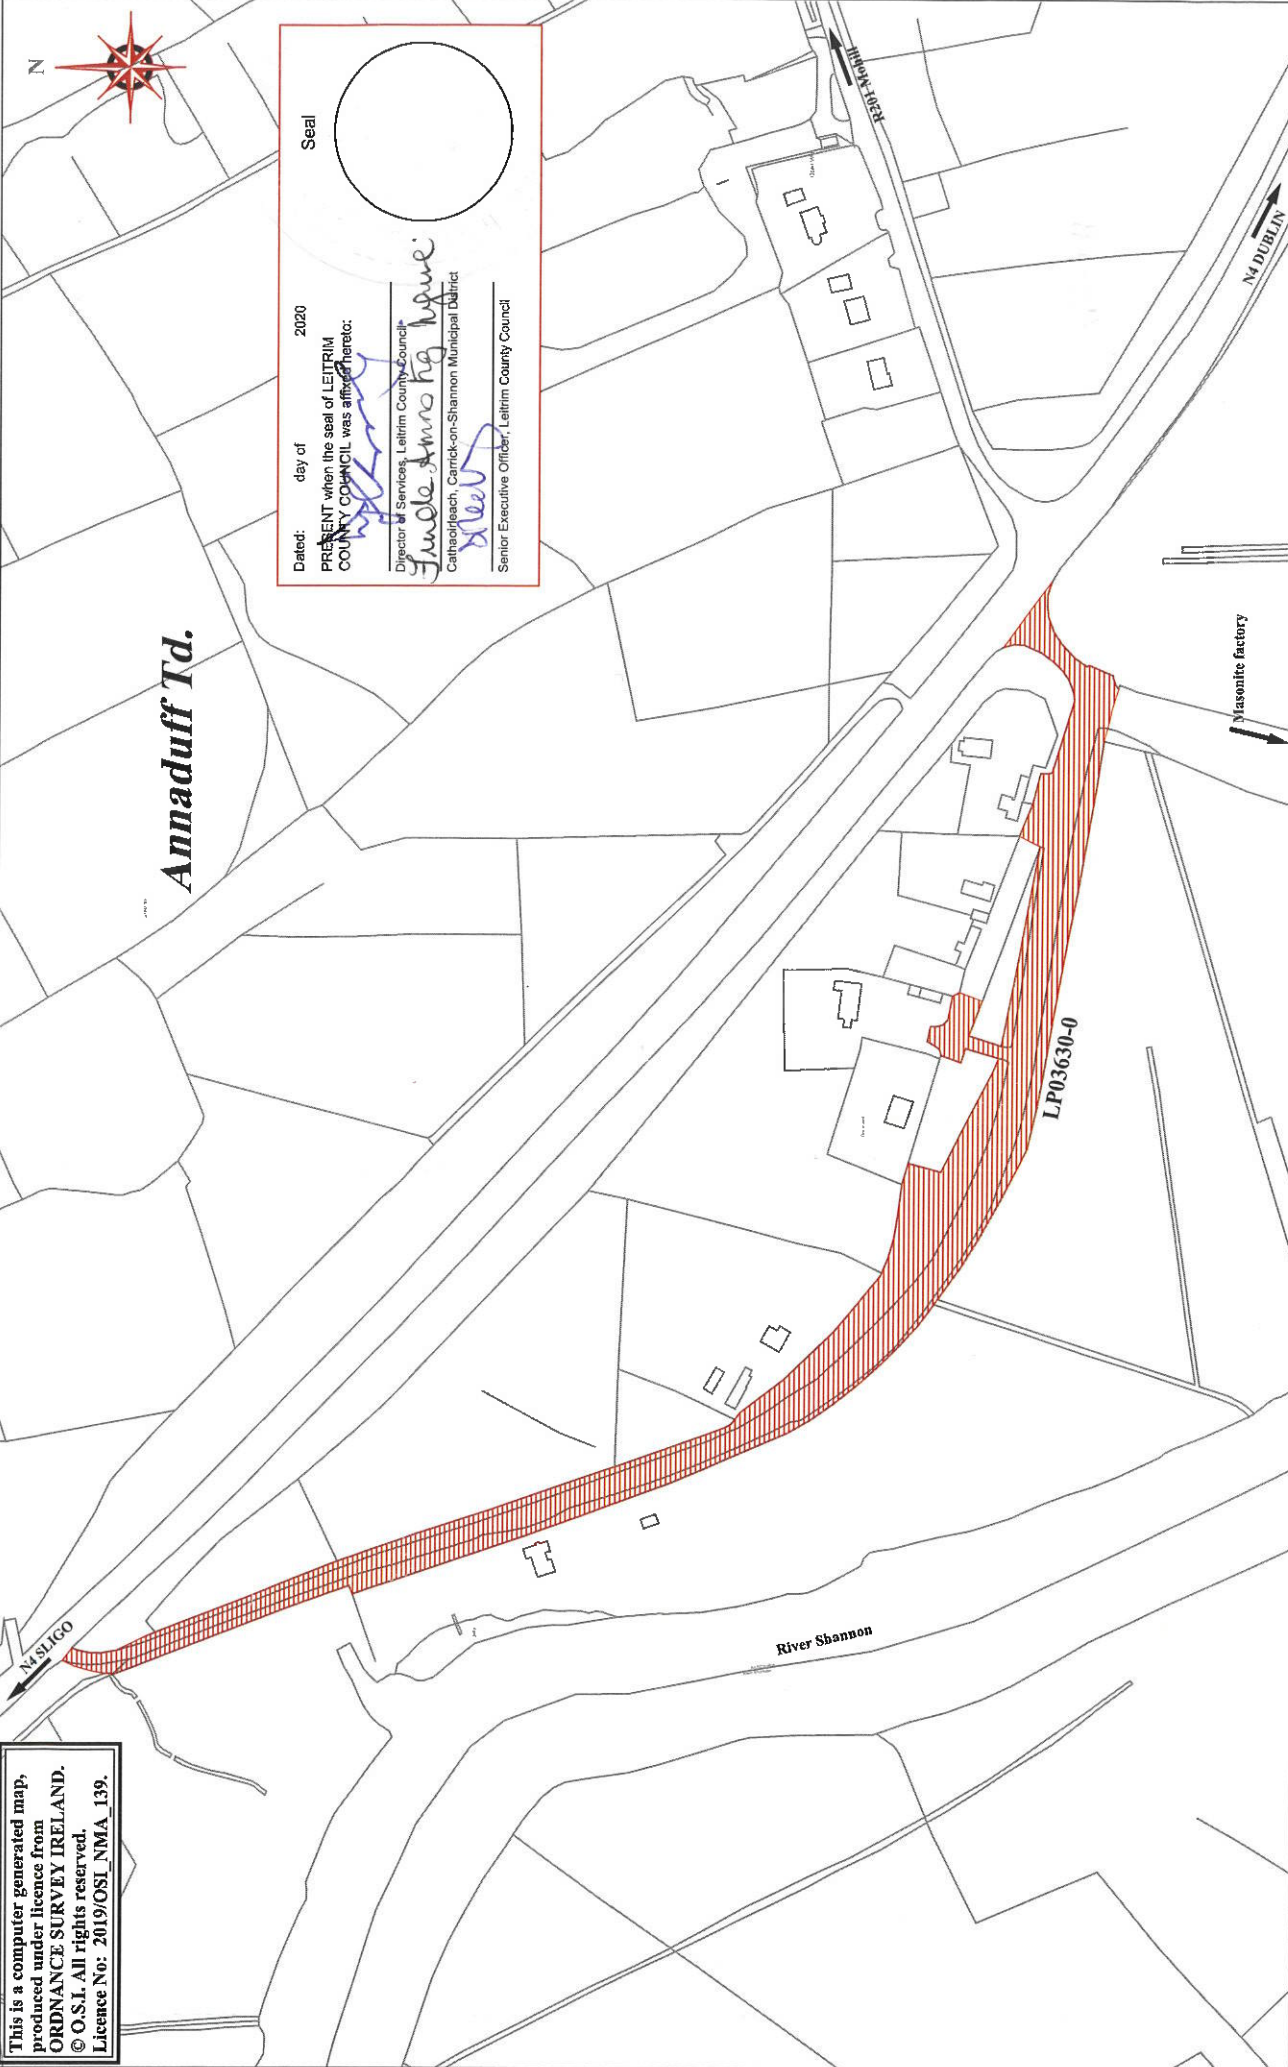 This is a computer generated map,
produced under licence from
ORDNANCE SURVEY IRELAND.
© O.S.I. All rights reserved.
Licence No: 2019/OSI_NMA_139.
N4 SLIGO
Annaduff Td.
N
Dated: day of 2020
Seal
PRESENT when the seal of LEITRIM
COUNTY COUNCIL was affixed hereto:
Director of Services, Leitrim County Council
Cathaoirleach, Carrick-on-Shannon Municipal District
Senior Executive Officer, Leitrim County Council
R201 Mohill
N4 DUBLIN
Masonite factory
LP03630-0
River Shannon